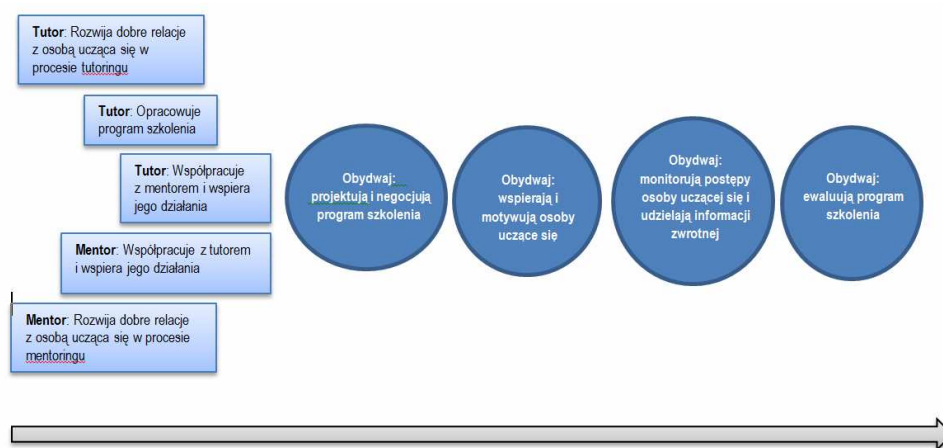 Tutor: Rozwija dobre relacje
z osobą ucząca się w
procesie tutoringu
Tutor: Opracowuje
program szkolenia
Tutor: Współpracuje
z mentorem i wspiera
jego działania
Mentor: Współpracuje z tutorem
i wspiera jego działania
Mentor: Rozwija dobre relacje
z osobą ucząca się w procesie
mentoringu
Obydwaj:
projektują i negocjują
program szkolenia
Obydwaj:
wspierają i
motywują osoby
uczące się
Obydwaj:
monitorują postępy
osoby uczącej się i
udzielają informacji
zwrotnej
Obydwaj:
ewaluują program
szkolenia